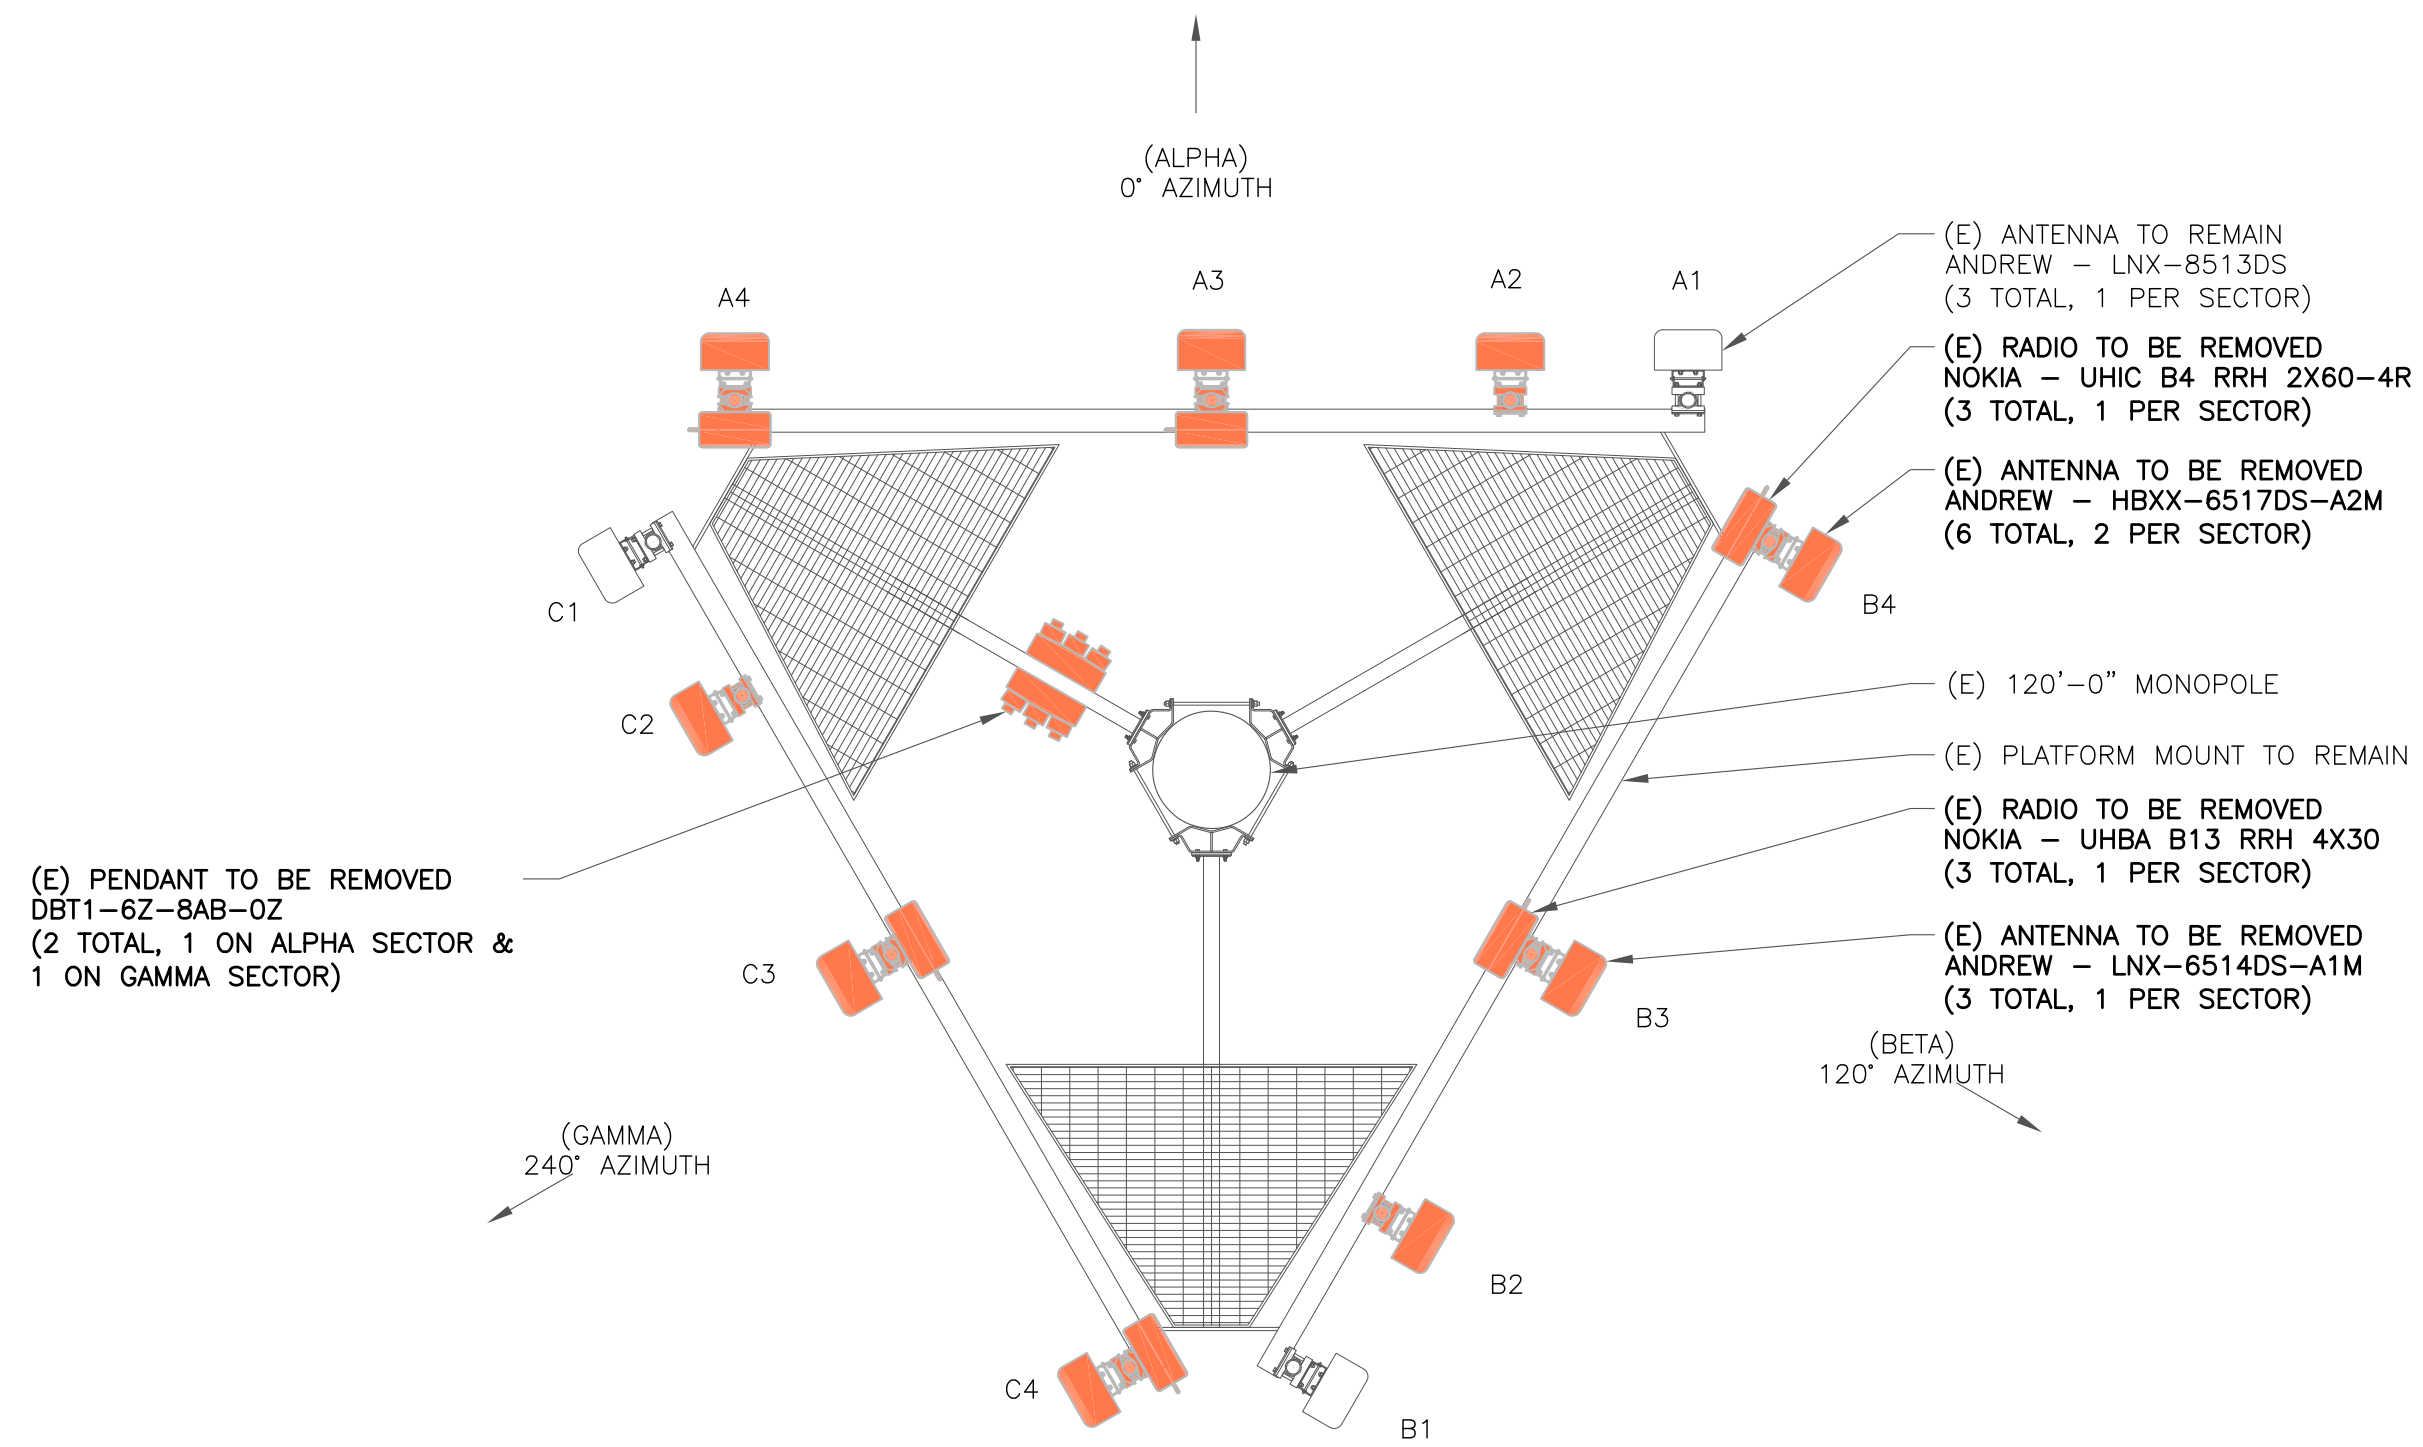 (ALPHA)
0° AZIMUTH
A4
A3
A2
A1
(E) ANTENNA TO REMAIN
ANDREW - LNX-8513DS
(3 TOTAL, 1 PER SECTOR)
(E) RADIO TO BE REMOVED
NOKIA - UHIC B4 RRH 2X60-4R
(3 TOTAL, 1 PER SECTOR)
(E) ANTENNA TO BE REMOVED
ANDREW - HBXX-6517DS-A2M
(6 TOTAL, 2 PER SECTOR)
B4
C1
C2
(E) 120'-0" MONOPOLE
(E) PLATFORM MOUNT TO REMAIN
(E) RADIO TO BE REMOVED
NOKIA - UHBA B13 RRH 4X30
(3 TOTAL, 1 PER SECTOR)
(E) ANTENNA TO BE REMOVED
ANDREW - LNX-6514DS-A1M
(3 TOTAL, 1 PER SECTOR)
(E) PENDANT TO BE REMOVED
DBT1-6Z-8AB-0Z
(2 TOTAL, 1 ON ALPHA SECTOR &
1 ON GAMMA SECTOR)
C3
B3
(BETA)
120° AZIMUTH
(GAMMA)
240° AZIMUTH
B2
C4
B1